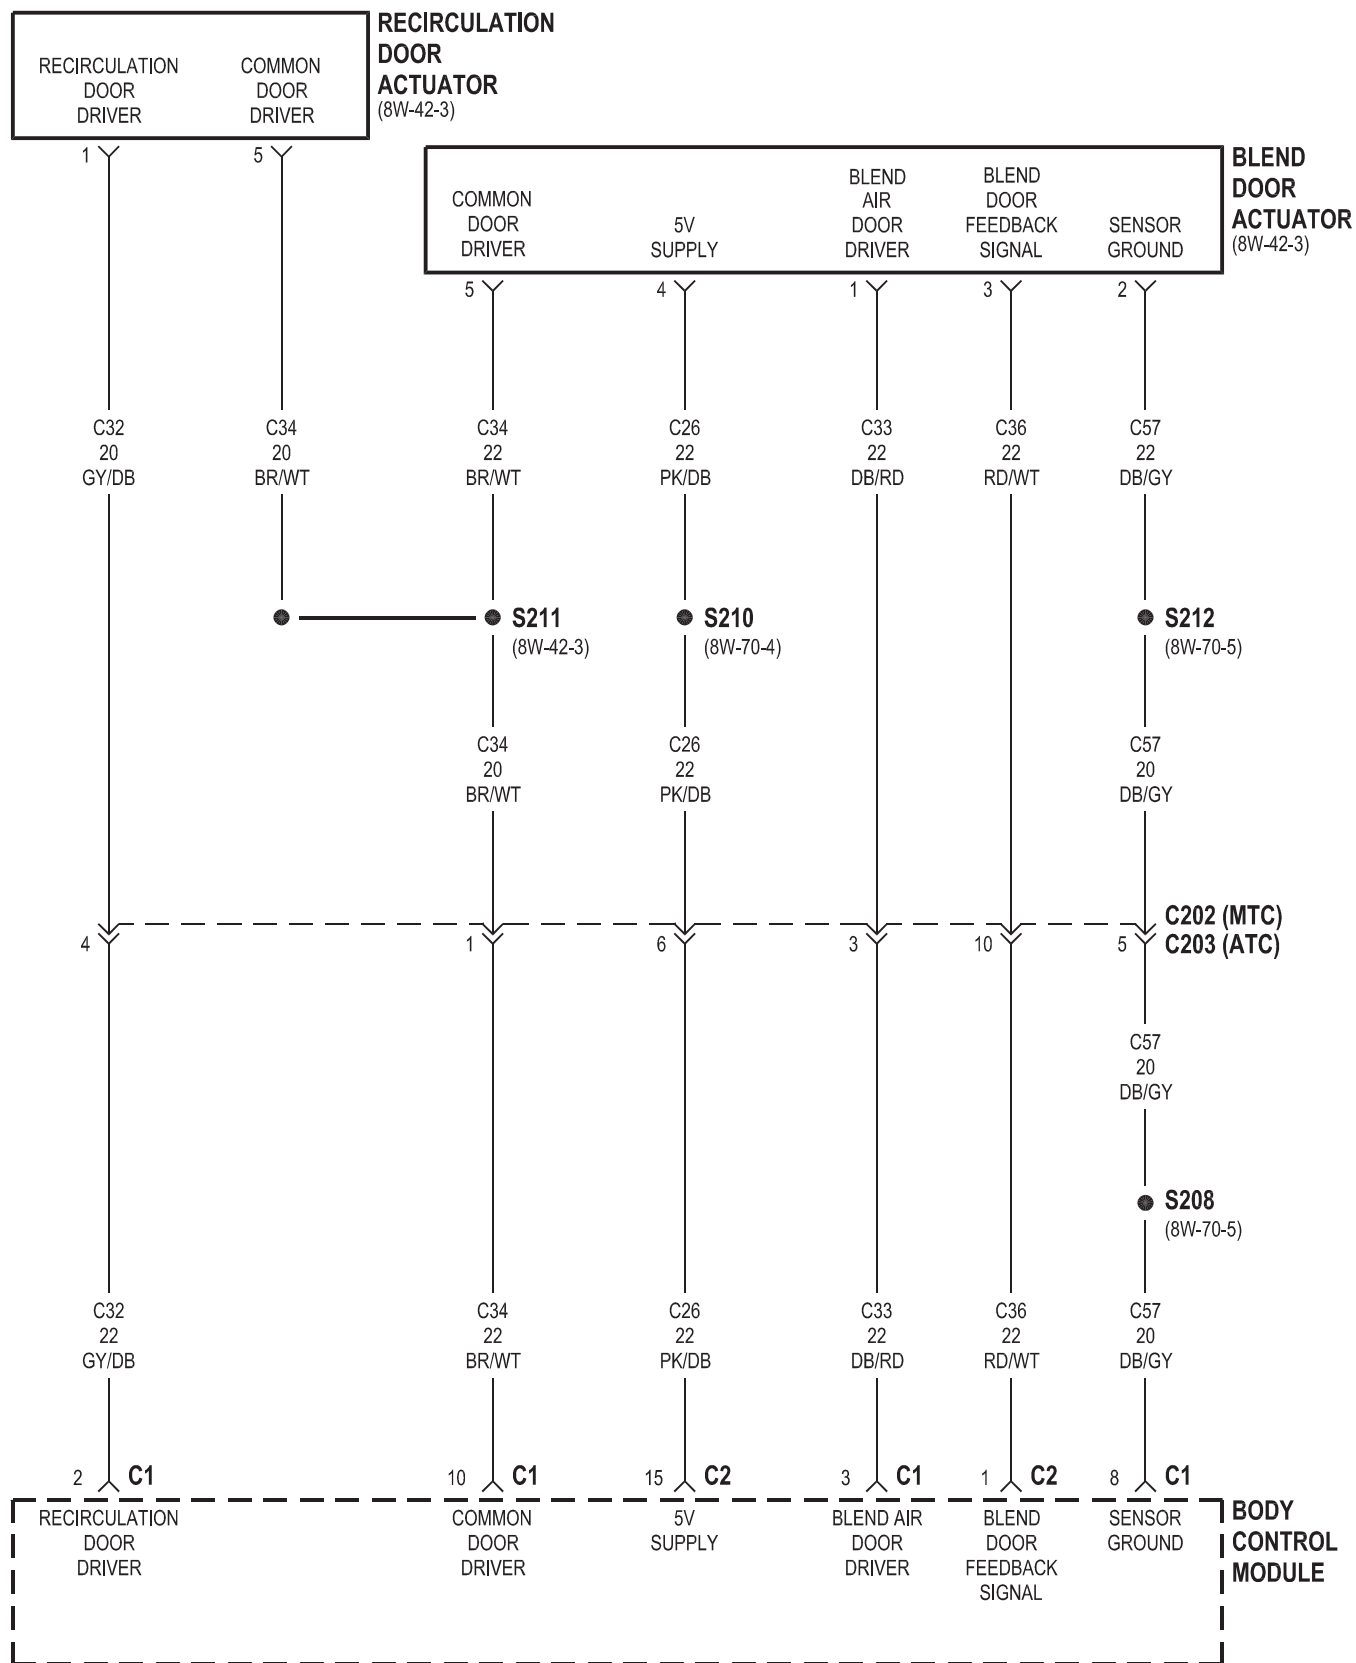 RECIRCULATION
DOOR
ACTUATOR
(8W-42-3)
RECIRCULATION
DOOR
DRIVER
COMMON
DOOR
DRIVER
1
5
BLEND
DOOR
ACTUATOR
(8W-42-3)
COMMON
DOOR
DRIVER
5V
SUPPLY
BLEND
AIR
DOOR
DRIVER
BLEND
DOOR
FEEDBACK
SIGNAL
SENSOR
GROUND
5
4
1
3
2
C32
20
GY/DB
C34
20
BR/WT
C34
22
BR/WT
C26
22
PK/DB
C33
22
DB/RD
C36
22
RD/WT
C57
22
DB/GY
S211
(8W-42-3)
S210
(8W-70-4)
S212
(8W-70-5)
C34
20
BR/WT
C26
22
PK/DB
C57
20
DB/GY
C202 (MTC)
C203 (ATC)
4
1
6
3
10
5
C57
20
DB/GY
S208
(8W-70-5)
C32
22
GY/DB
C34
22
BR/WT
C26
22
PK/DB
C33
22
DB/RD
C36
22
RD/WT
C57
20
DB/GY
2 C1
10 C1
15 C2
3 C1
1 C2
8 C1
RECIRCULATION
DOOR
DRIVER
COMMON
DOOR
DRIVER
5V
SUPPLY
BLEND AIR
DOOR
DRIVER
BLEND
DOOR
FEEDBACK
SIGNAL
SENSOR
GROUND
BODY
CONTROL
MODULE